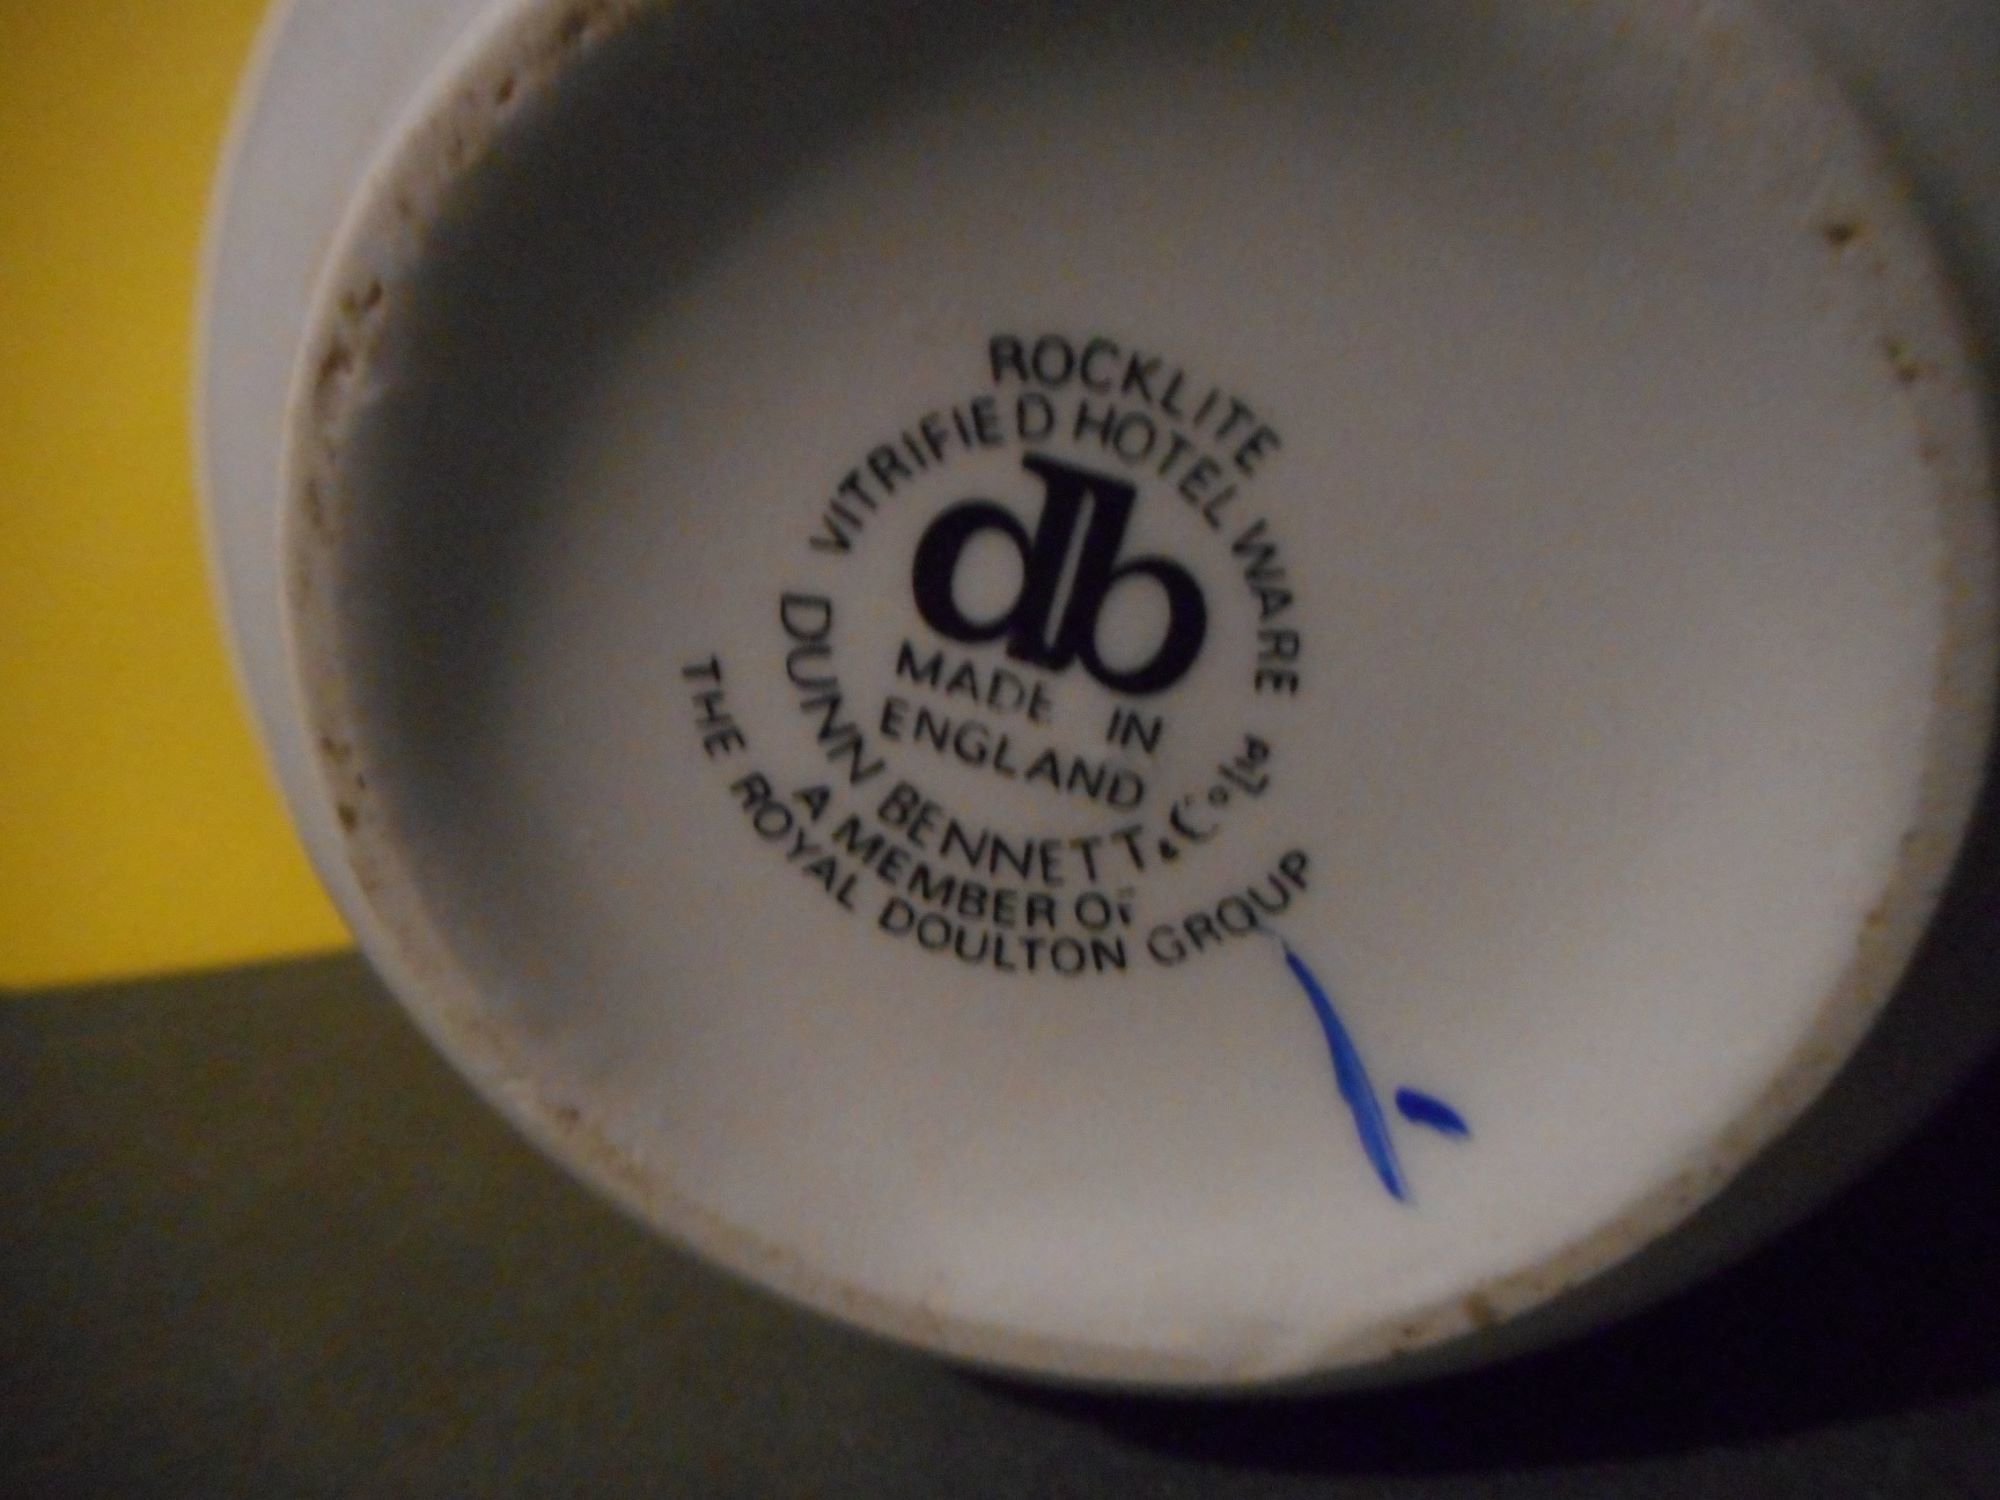 ROCKLITE
VITRIFIED HOTEL WARE
db
MADE IN
ENGLAND
DUNN BENNETT & Co. LTD
A MEMBER OF
THE ROYAL DOULTON GROUP